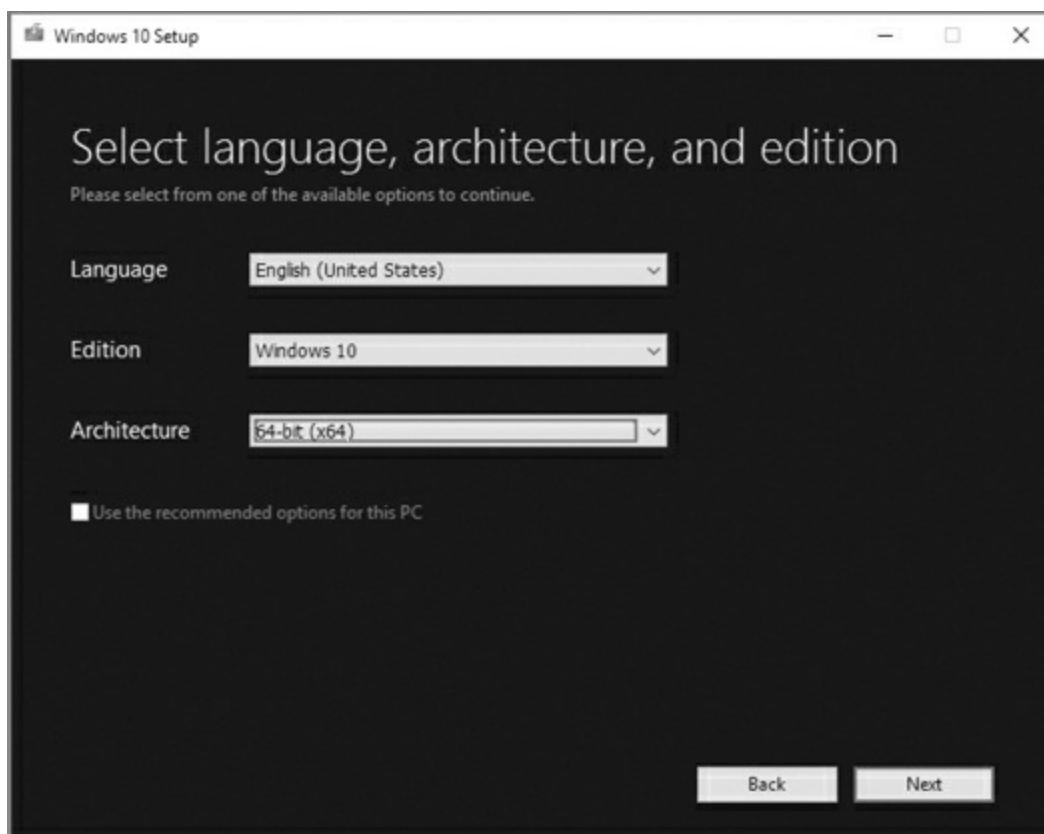 Windows 10 Setup
Select language, architecture, and edition
Please select from one of the available options to continue.
Language
English (United States)
Edition
Windows 10
Architecture
64-bit (x64)
Use the recommended options for this PC
Back
Next